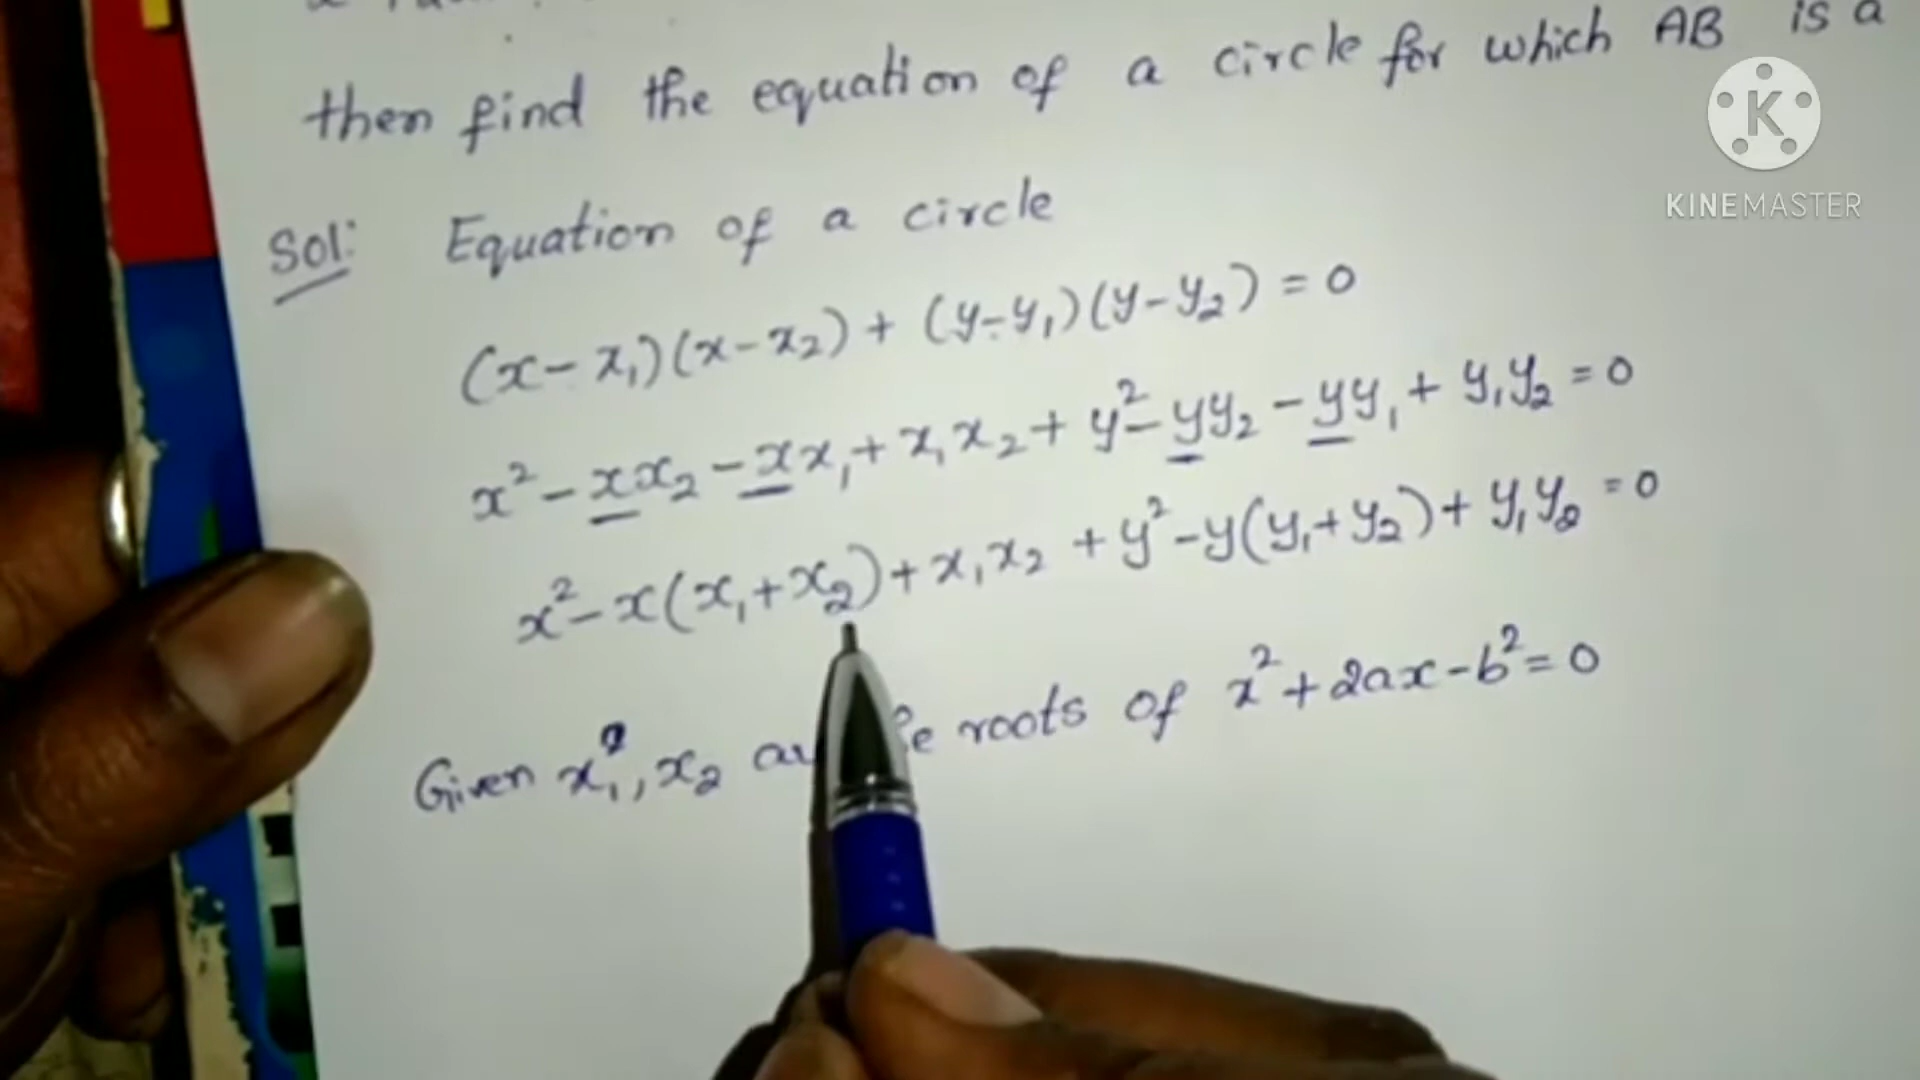 then find the equation of a circle for which AB is a
Sol: Equation of a circle
(x - x₁)(x - x₂) + (y - y₁)(y - y₂) = 0
x² - xx₂ - xx₁ + x₁x₂ + y² - yy₂ - yy₁ + y₁y₂ = 0
x² - x(x₁ + x₂) + x₁x₂ + y² - y(y₁ + y₂) + y₁y₂ = 0
Given x₁, x₂ roots of x² + 2ax - b² = 0
K
KINEMASTER